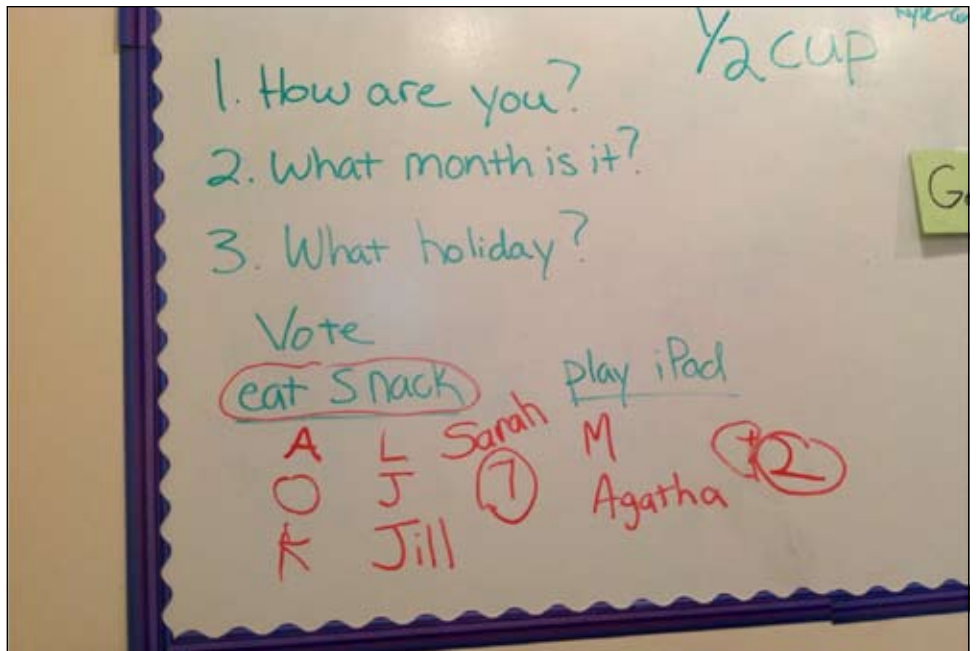 1/2 cup
1. How are you?
2. What month is it?
3. What holiday?
Vote
eat snack play iPad
A L Sarah M
O J 7 Agatha 2
K Jill